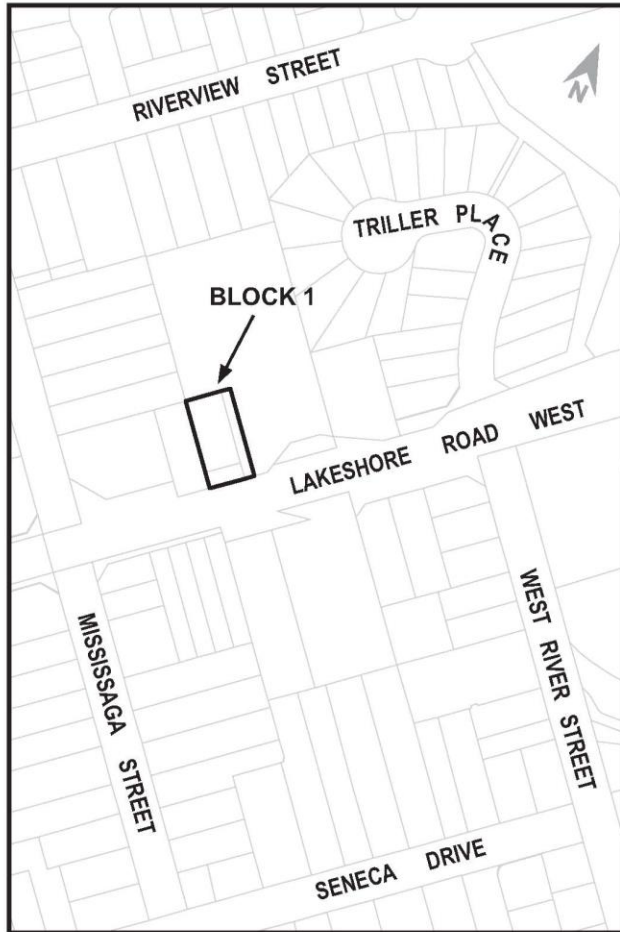 RIVERVIEW STREET
N
TRILLER PLACE
BLOCK 1
LAKESHORE ROAD WEST
MISSISSAGA STREET
WEST RIVER STREET
SENECA DRIVE